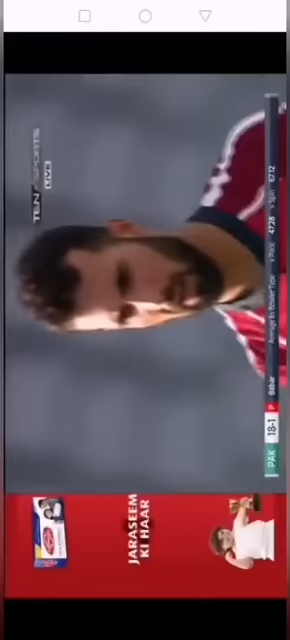 TEN SPORTS
LIVE
PAK 18-1 P Babar Average by Bowler Type v Pace 47.28 v Spin 67.12
JARASEEM
KI HAAR